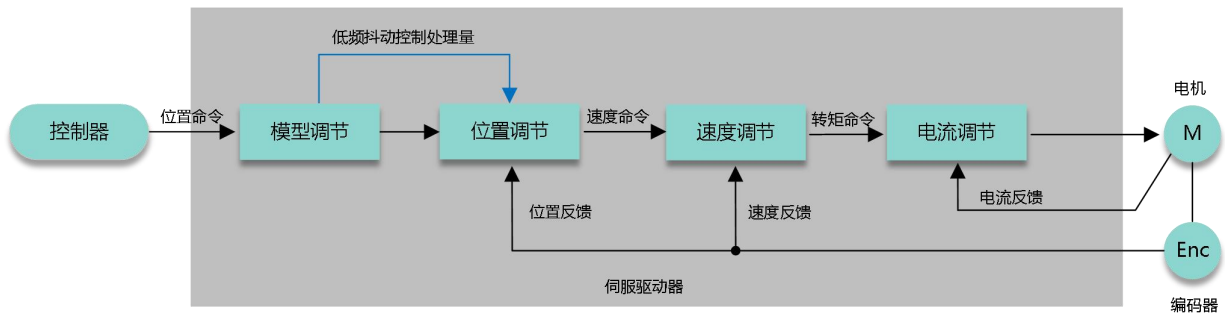 低频抖动控制处理量
控制器
位置命令
模型调节
位置调节
速度命令
速度调节
转矩命令
电流调节
电机
M
位置反馈
速度反馈
电流反馈
Enc
伺服驱动器
编码器